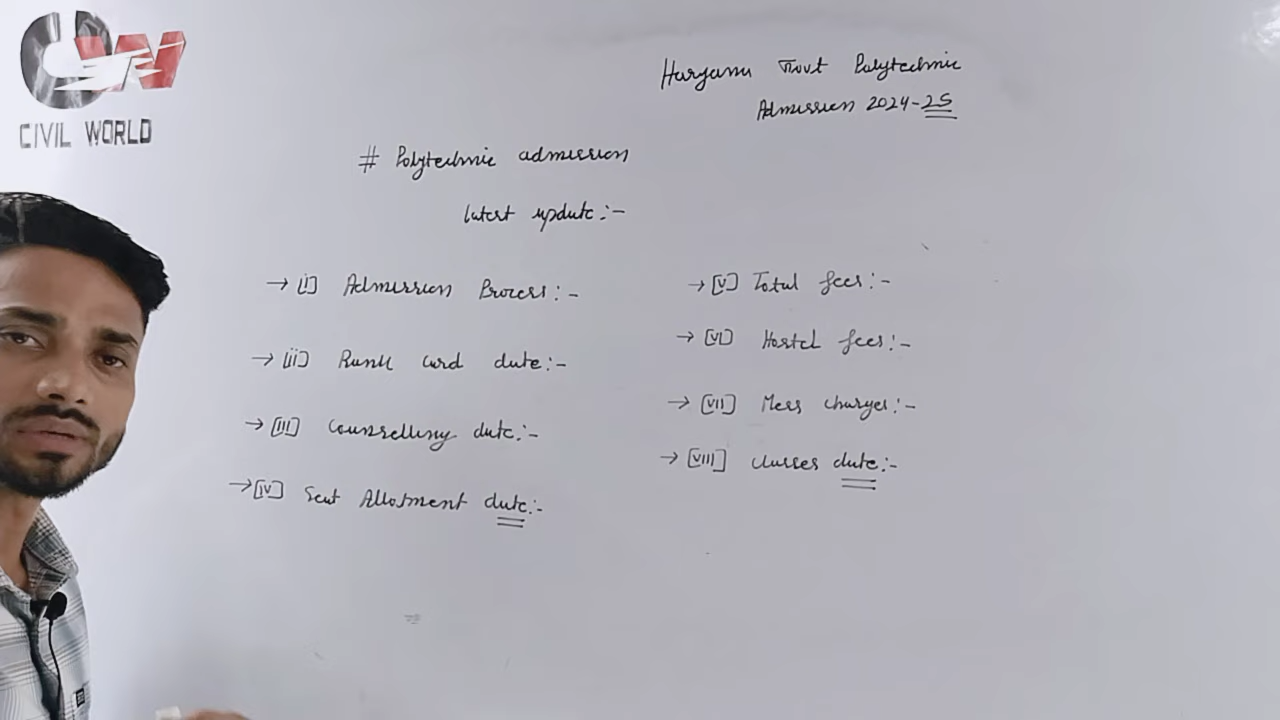 CW
CIVIL WORLD
Haryana Govt Polytechnic
Admission 2024-25
# Polytechnic admission
latest update:-
→ [i] Admission Process:-
→ [ii] Rank card date:-
→ [iii] Counselling date:-
→ [iv] Seat Allotment date:-
→ [v] Total fees:-
→ [vi] Hostel fees:-
→ [vii] Mess charges:-
→ [viii] classes date:-